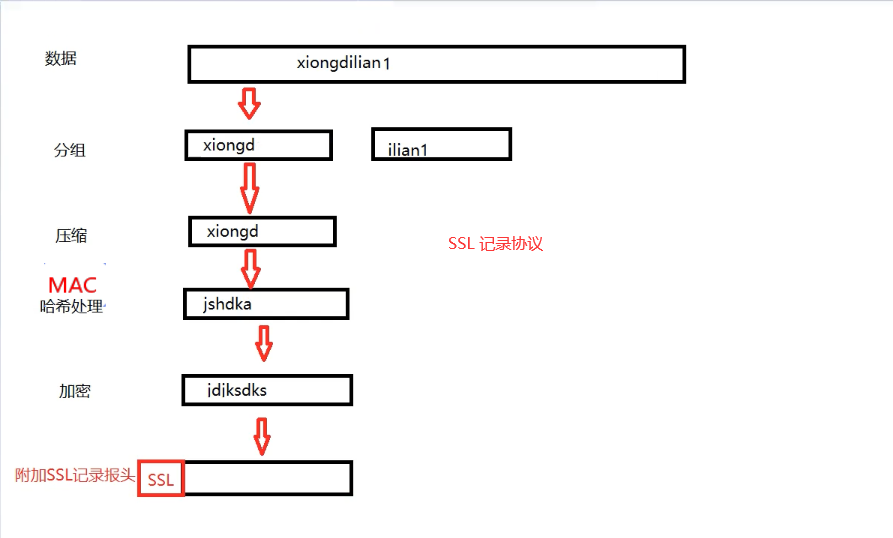 数据
xiongdilian1
分组
xiongd
ilian1
压缩
xiongd
SSL 记录协议
MAC
哈希处理
jshdka
加密
jdjksdks
附加SSL记录报头
SSL